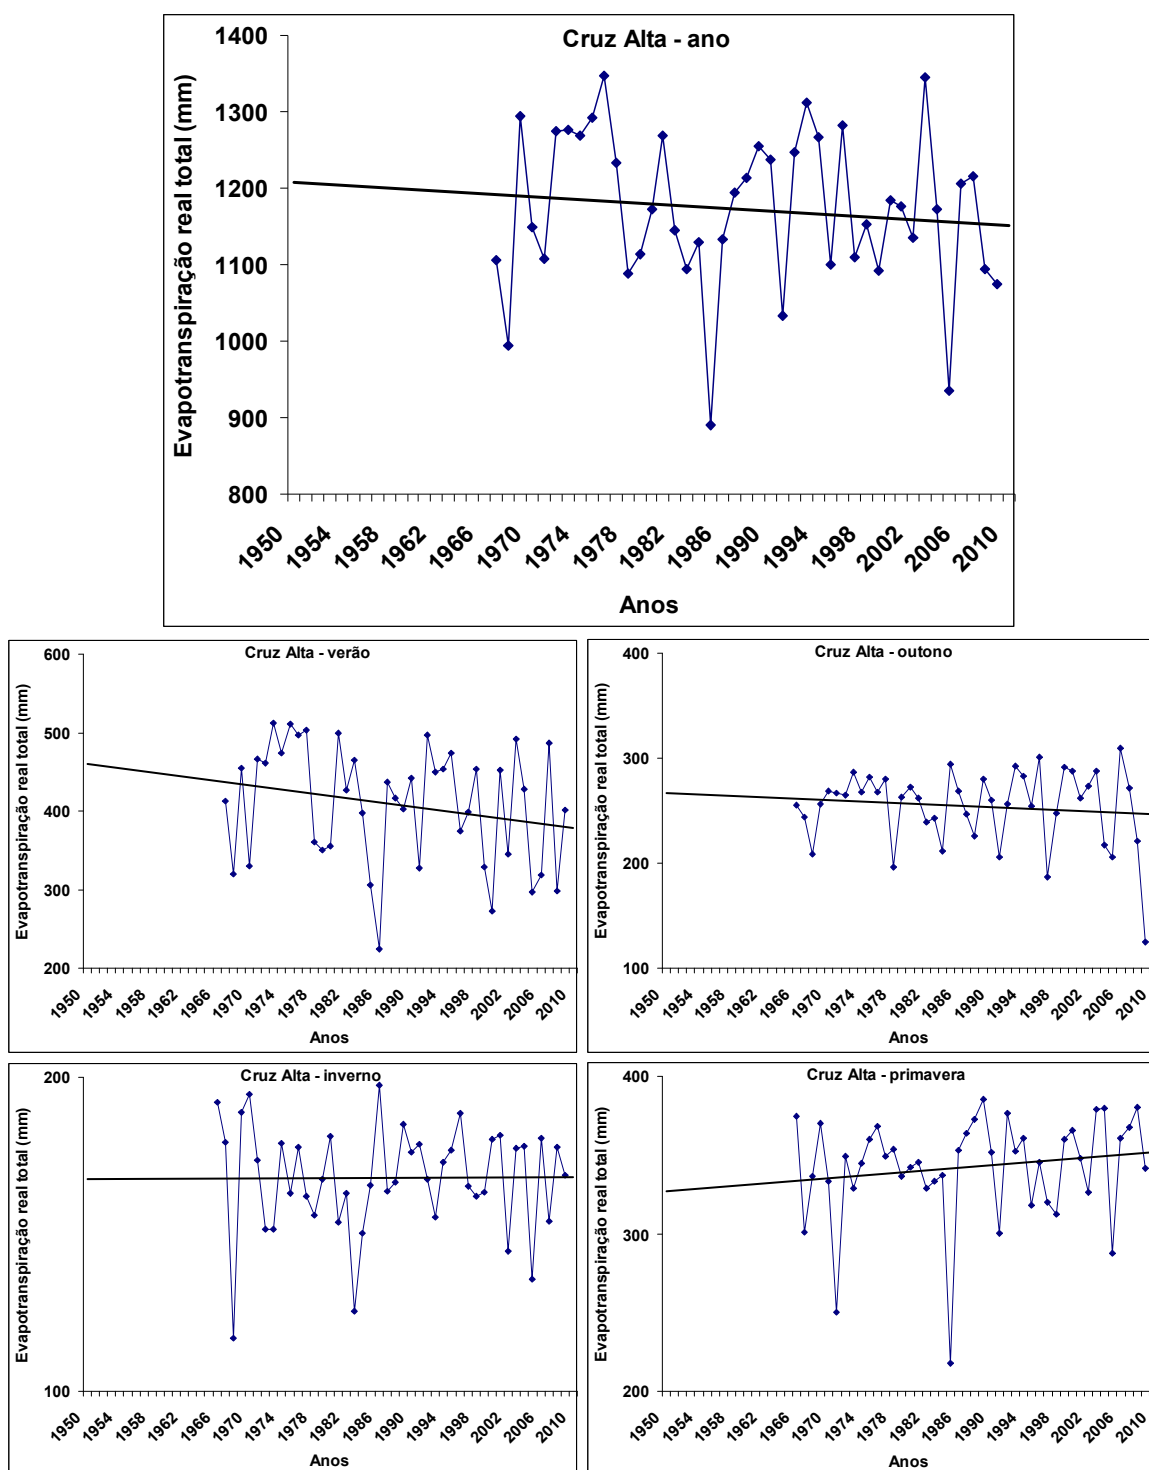 Cruz Alta - ano
Evapotranspiração real total (mm)
1400
1300
1200
1100
1000
900
800
1950 1954 1958 1962 1966 1970 1974 1978 1982 1986 1990 1994 1998 2002 2006 2010
Anos
Cruz Alta - verão
Evapotranspiração real total (mm)
600
500
400
300
200
1950 1954 1958 1962 1966 1970 1974 1978 1982 1986 1990 1994 1998 2002 2006 2010
Anos
Cruz Alta - outono
Evapotranspiração real total (mm)
400
300
200
100
1950 1954 1958 1962 1966 1970 1974 1978 1982 1986 1990 1994 1998 2002 2006 2010
Anos
Cruz Alta - inverno
Evapotranspiração real total (mm)
200
100
1950 1954 1958 1962 1966 1970 1974 1978 1982 1986 1990 1994 1998 2002 2006 2010
Anos
Cruz Alta - primavera
Evapotranspiração real total (mm)
400
300
200
1950 1954 1958 1962 1966 1970 1974 1978 1982 1986 1990 1994 1998 2002 2006 2010
Anos